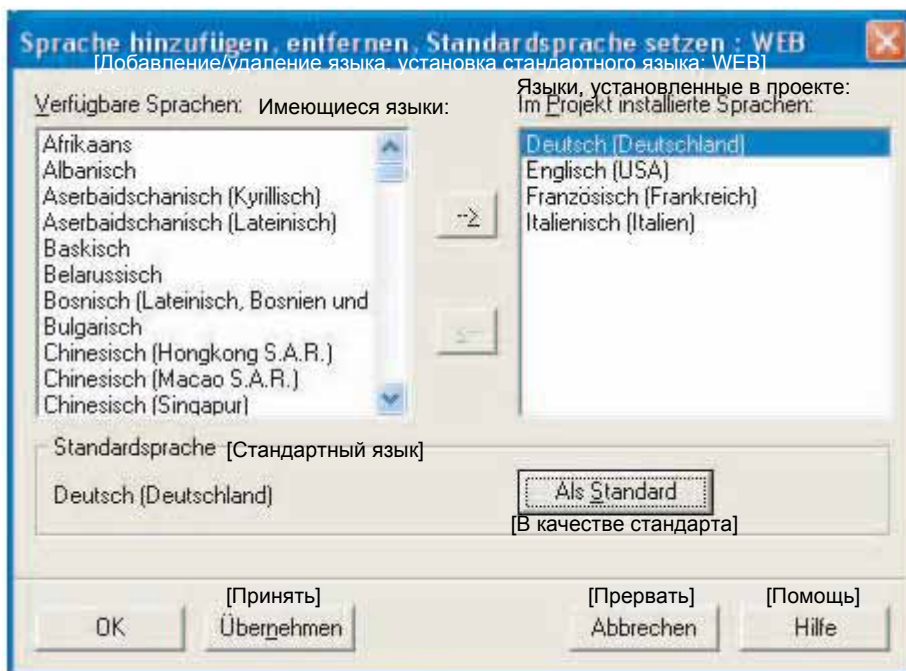 Sprache hinzufügen, entfernen, Standardsprache setzen : WEB
[Добавление/удаление языка, установка стандартного языка: WEB]
Verfügbare Sprachen: Имеющиеся языки:
Afrikaans
Albanisch
Aserbaidschanisch (Kyrillisch)
Aserbaidschanisch (Lateinisch)
Baskisch
Belarussisch
Bosnisch (Lateinisch, Bosnien und
Bulgarisch
Chinesisch (Hongkong S.A.R.)
Chinesisch (Macao S.A.R.)
Chinesisch (Singapur)
-->
<--
Языки, установленные в проекте:
Im Projekt installierte Sprachen:
Deutsch (Deutschland)
Englisch (USA)
Französisch (Frankreich)
Italienisch (Italien)
Standardsprache [Стандартный язык]
Deutsch (Deutschland)
Als Standard
[В качестве стандарта]
[Принять] [Прервать] [Помощь]
OK Übernehmen Abbrechen Hilfe